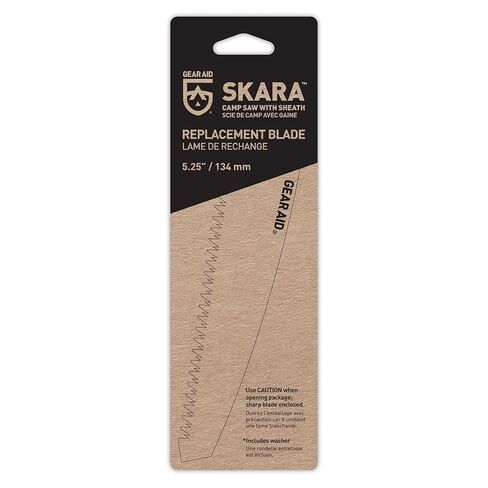 GEAR AID
SKARA™
CAMP SAW WITH SHEATH
SCIE DE CAMP AVEC GAINE
REPLACEMENT BLADE
LAME DE RECHANGE
5.25" / 134 mm
GEAR AID®
Use CAUTION when
opening package;
sharp blade enclosed.
Ouvrez l'emballage avec
précaution car il contient
une lame tranchante.
*Includes washer
Une rondelle entretoise
est incluse.